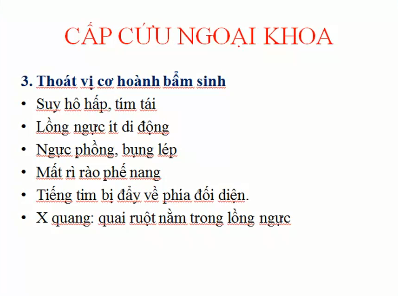 CẤP CỨU NGOẠI KHOA
3. Thoát vị cơ hoành bẩm sinh
• Suy hô hấp, tím tái
• Lồng ngực ít di động
• Ngực phồng, bụng lép
• Mất rì rào phế nang
• Tiếng tim bị đẩy về phia đối diện.
• X quang: quai ruột nằm trong lồng ngực